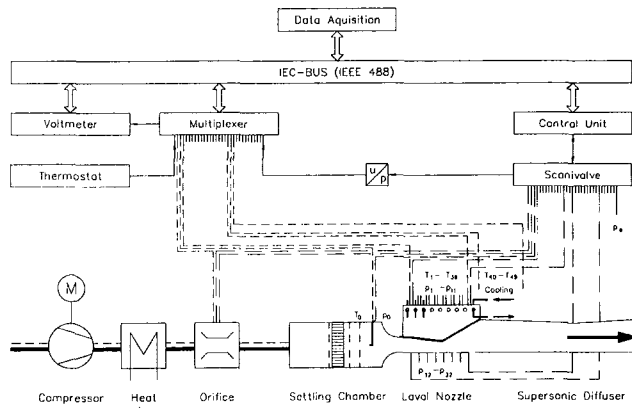 Data Aquisition
IEC-BUS (IEEE 488)
Voltmeter
Multiplexer
Control Unit
Thermostat
u/p
Scanivalve
Pₑ
T₁-T₃₈
T₄₀-T₄₉
P₁-P₁₁
Cooling
M
T₀
P₀
P₁₂-P₂₂
Compressor
Heat
Orifice
Settling Chamber
Laval Nozzle
Supersonic Diffuser